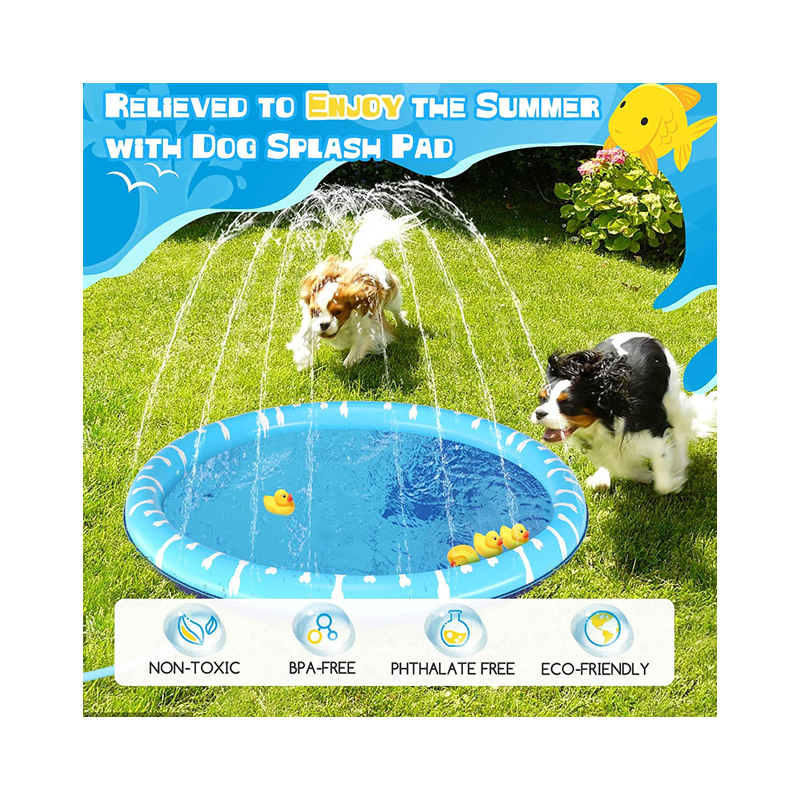 RELIEVED TO ENJOY THE SUMMER
WITH DOG SPLASH PAD
NON-TOXIC
BPA-FREE
PHTHALATE FREE
ECO-FRIENDLY